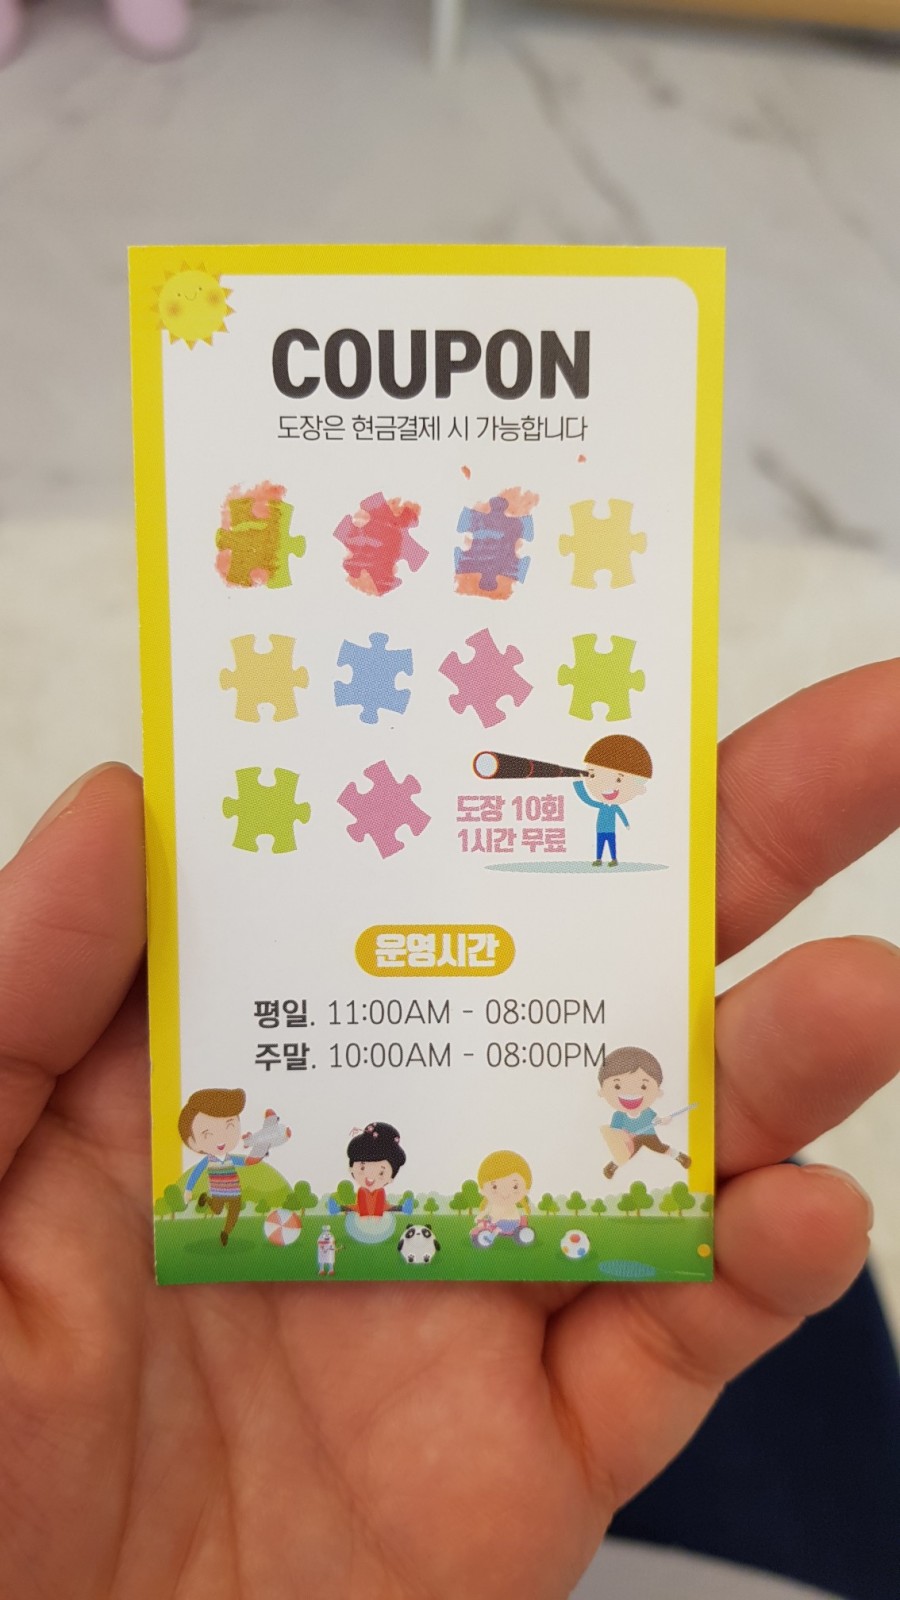 COUPON
도장은 현금결제 시 가능합니다
도장 10회
1시간 무료
운영시간
평일. 11:00AM - 08:00PM
주말. 10:00AM - 08:00PM